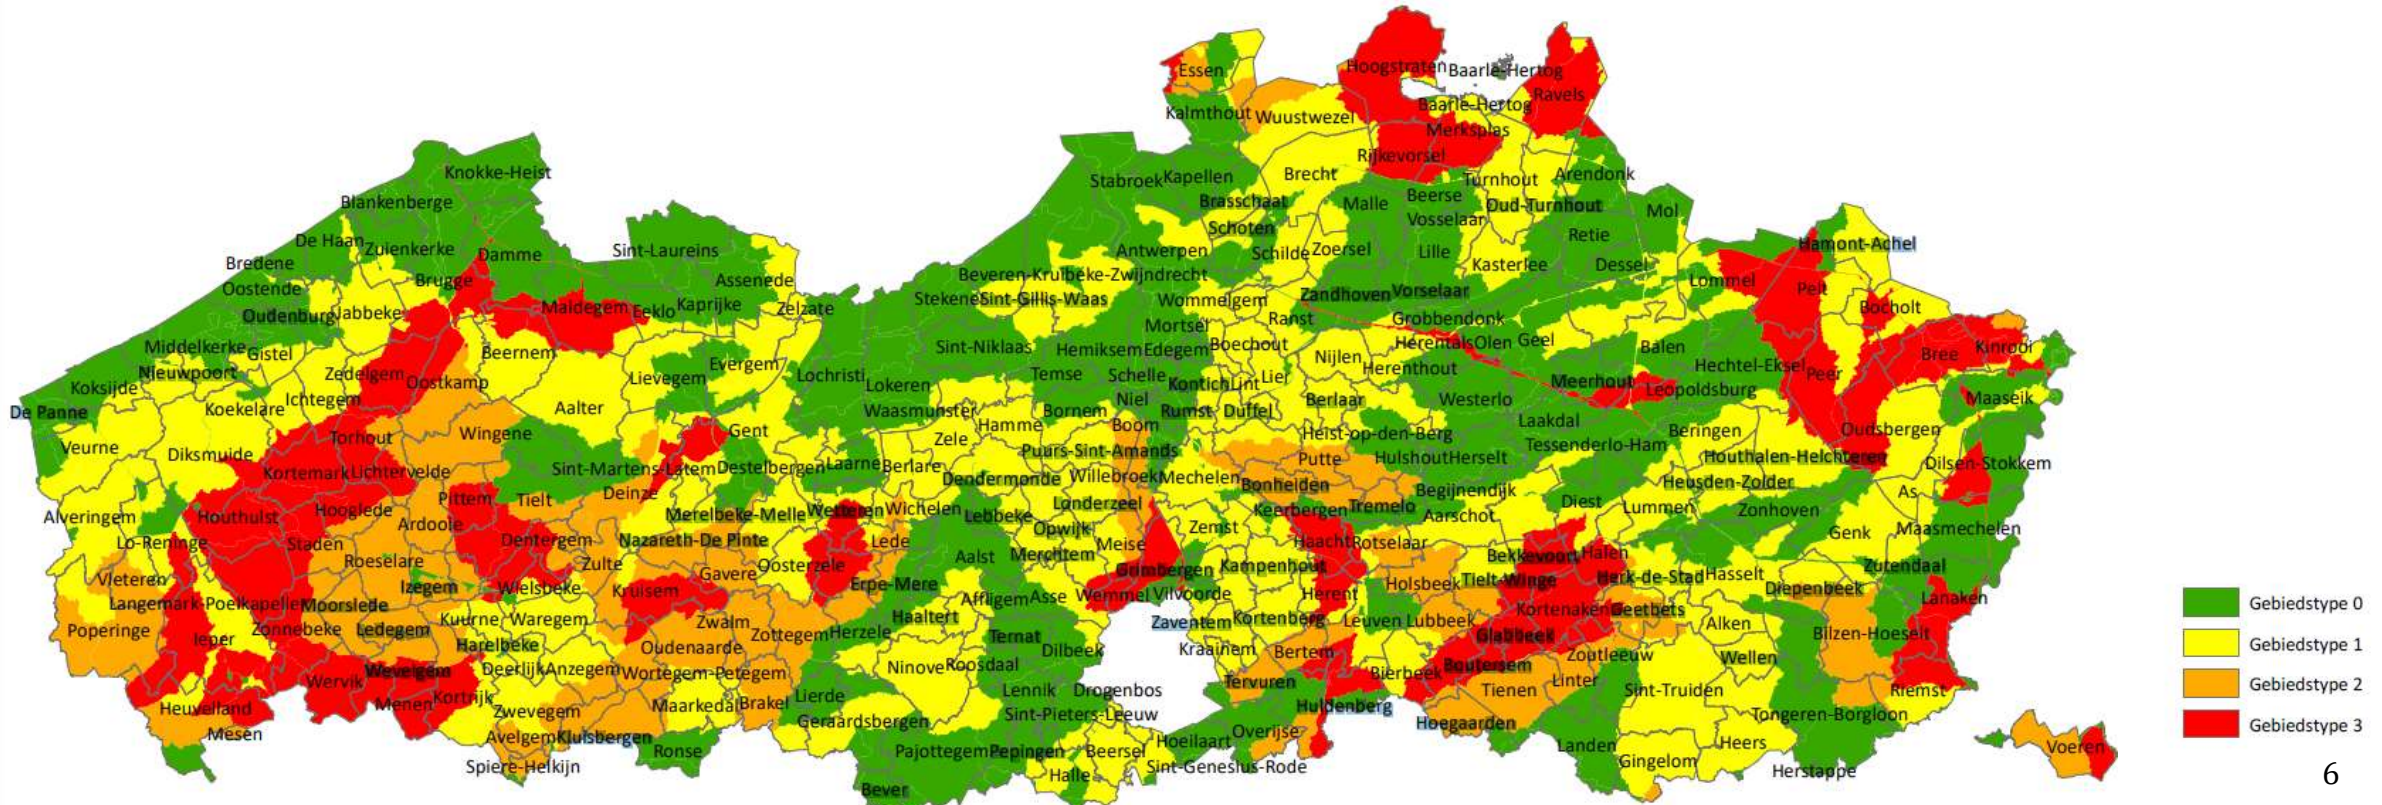 Essen
Hoogstraten
Baarle-Hertog
Ravels
Kalmthout
Wuustwezel
Baarle-Hertog
Merksplas
Rijkevorsel
Knokke-Heist
Stabroek
Kapellen
Brecht
Turnhout
Arendonk
Blankenberge
Brasschaat
Malle
Beerse
Oud-Turnhout
Mol
Vosselaar
De Haan
Zuienkerke
Damme
Sint-Laureins
Antwerpen
Schoten
Schilde
Zoersel
Lille
Retie
Hamont-Achel
Bredene
Brugge
Assenede
Beveren-Kruibeke-Zwijndrecht
Kasterlee
Dessel
Oostende
Lommel
Pelt
Oudenburg
Jabbeke
Maldegem
Eeklo
Kaprijke
Zelzate
Stekene
Sint-Gillis-Waas
Wommelgem
Zandhoven
Vorselaar
Bocholt
Mortsel
Ranst
Grobbendonk
Middelkerke
Gistel
Beernem
Sint-Niklaas
Hemiksem
Edegem
Boechout
Herentals
Olen
Geel
Balen
Bree
Kinrooi
Nieuwpoort
Zedelgem
Oostkamp
Lievegem
Evergem
Lochristi
Lokeren
Temse
Schelle
Kontich
Lint
Lier
Nijlen
Herenthout
Meerhout
Leopoldsburg
Hechtel-Eksel
Peer
Koksijde
Ichtegem
Koekelare
Aalter
Waasmunster
Bornem
Niel
Rumst
Duffel
Berlaar
Westerlo
Maaseik
De Panne
Veurne
Diksmuide
Torhout
Wingene
Gent
Zele
Hamme
Boom
Heist-op-den-Berg
Laakdal
Tessenderlo-Ham
Beringen
Oudsbergen
Kortemark
Lichtervelde
Sint-Martens-Latem
Destelbergen
Laarne
Berlare
Puurs-Sint-Amands
Willebroek
Mechelen
Putte
Hulshout
Herselt
Houthalen-Helchteren
Dilsen-Stokkem
Pittem
Tielt
Deinze
Dendermonde
Bonheiden
Begijnendijk
Heusden-Zolder
As
Alveringem
Houthulst
Hooglede
Ardooie
Merelbeke-Melle
Wetteren
Wichelen
Lebbeke
Londerzeel
Keerbergen
Tremelo
Aarschot
Diest
Lummen
Zonhoven
Genk
Maasmechelen
Lo-Reninge
Staden
Dentergem
Nazareth-De Pinte
Lede
Opwijk
Zemst
Meise
Haacht
Rotselaar
Bekkevoort
Halen
Roeselare
Zulte
Oosterzele
Aalst
Merchtem
Grimbergen
Kampenhout
Zutendaal
Vleteren
Izegem
Wielsbeke
Kruisem
Gavere
Erpe-Mere
Holsbeek
Tielt-Winge
Herk-de-Stad
Hasselt
Diepenbeek
Lanaken
Langemark-Poelkapelle
Moorslede
Affligem
Asse
Wemmel
Vilvoorde
Herent
Kortenaken
Geetbets
Poperinge
Ieper
Zonnebeke
Ledegem
Kuurne
Waregem
Zwalm
Zottegem
Herzele
Haaltert
Ternat
Zaventem
Kortenberg
Leuven
Lubbeek
Glabbeek
Alken
Bilzen-Hoeselt
Harelbeke
Oudenaarde
Dilbeek
Kraainem
Bertem
Zoutleeuw
Wellen
Wevelgem
Deerlijk
Anzegem
Wortegem-Petegem
Ninove
Roosdaal
Bierbeek
Boutersem
Wervik
Menen
Kortrijk
Lierde
Lennik
Drogenbos
Tervuren
Tienen
Linter
Sint-Truiden
Riemst
Heuvelland
Mesen
Zwevegem
Maarkedal
Brakel
Geraardsbergen
Sint-Pieters-Leeuw
Huldenberg
Hoegaarden
Tongeren-Borgloon
Avelgem
Kluisbergen
Ronse
Pajottegem
Pepingen
Beersel
Hoeilaart
Overijse
Landen
Heers
Voeren
Spiere-Helkijn
Halle
Sint-Genesius-Rode
Gingelom
Herstappe
Bever
Gebiedstype 0
Gebiedstype 1
Gebiedstype 2
Gebiedstype 3
6